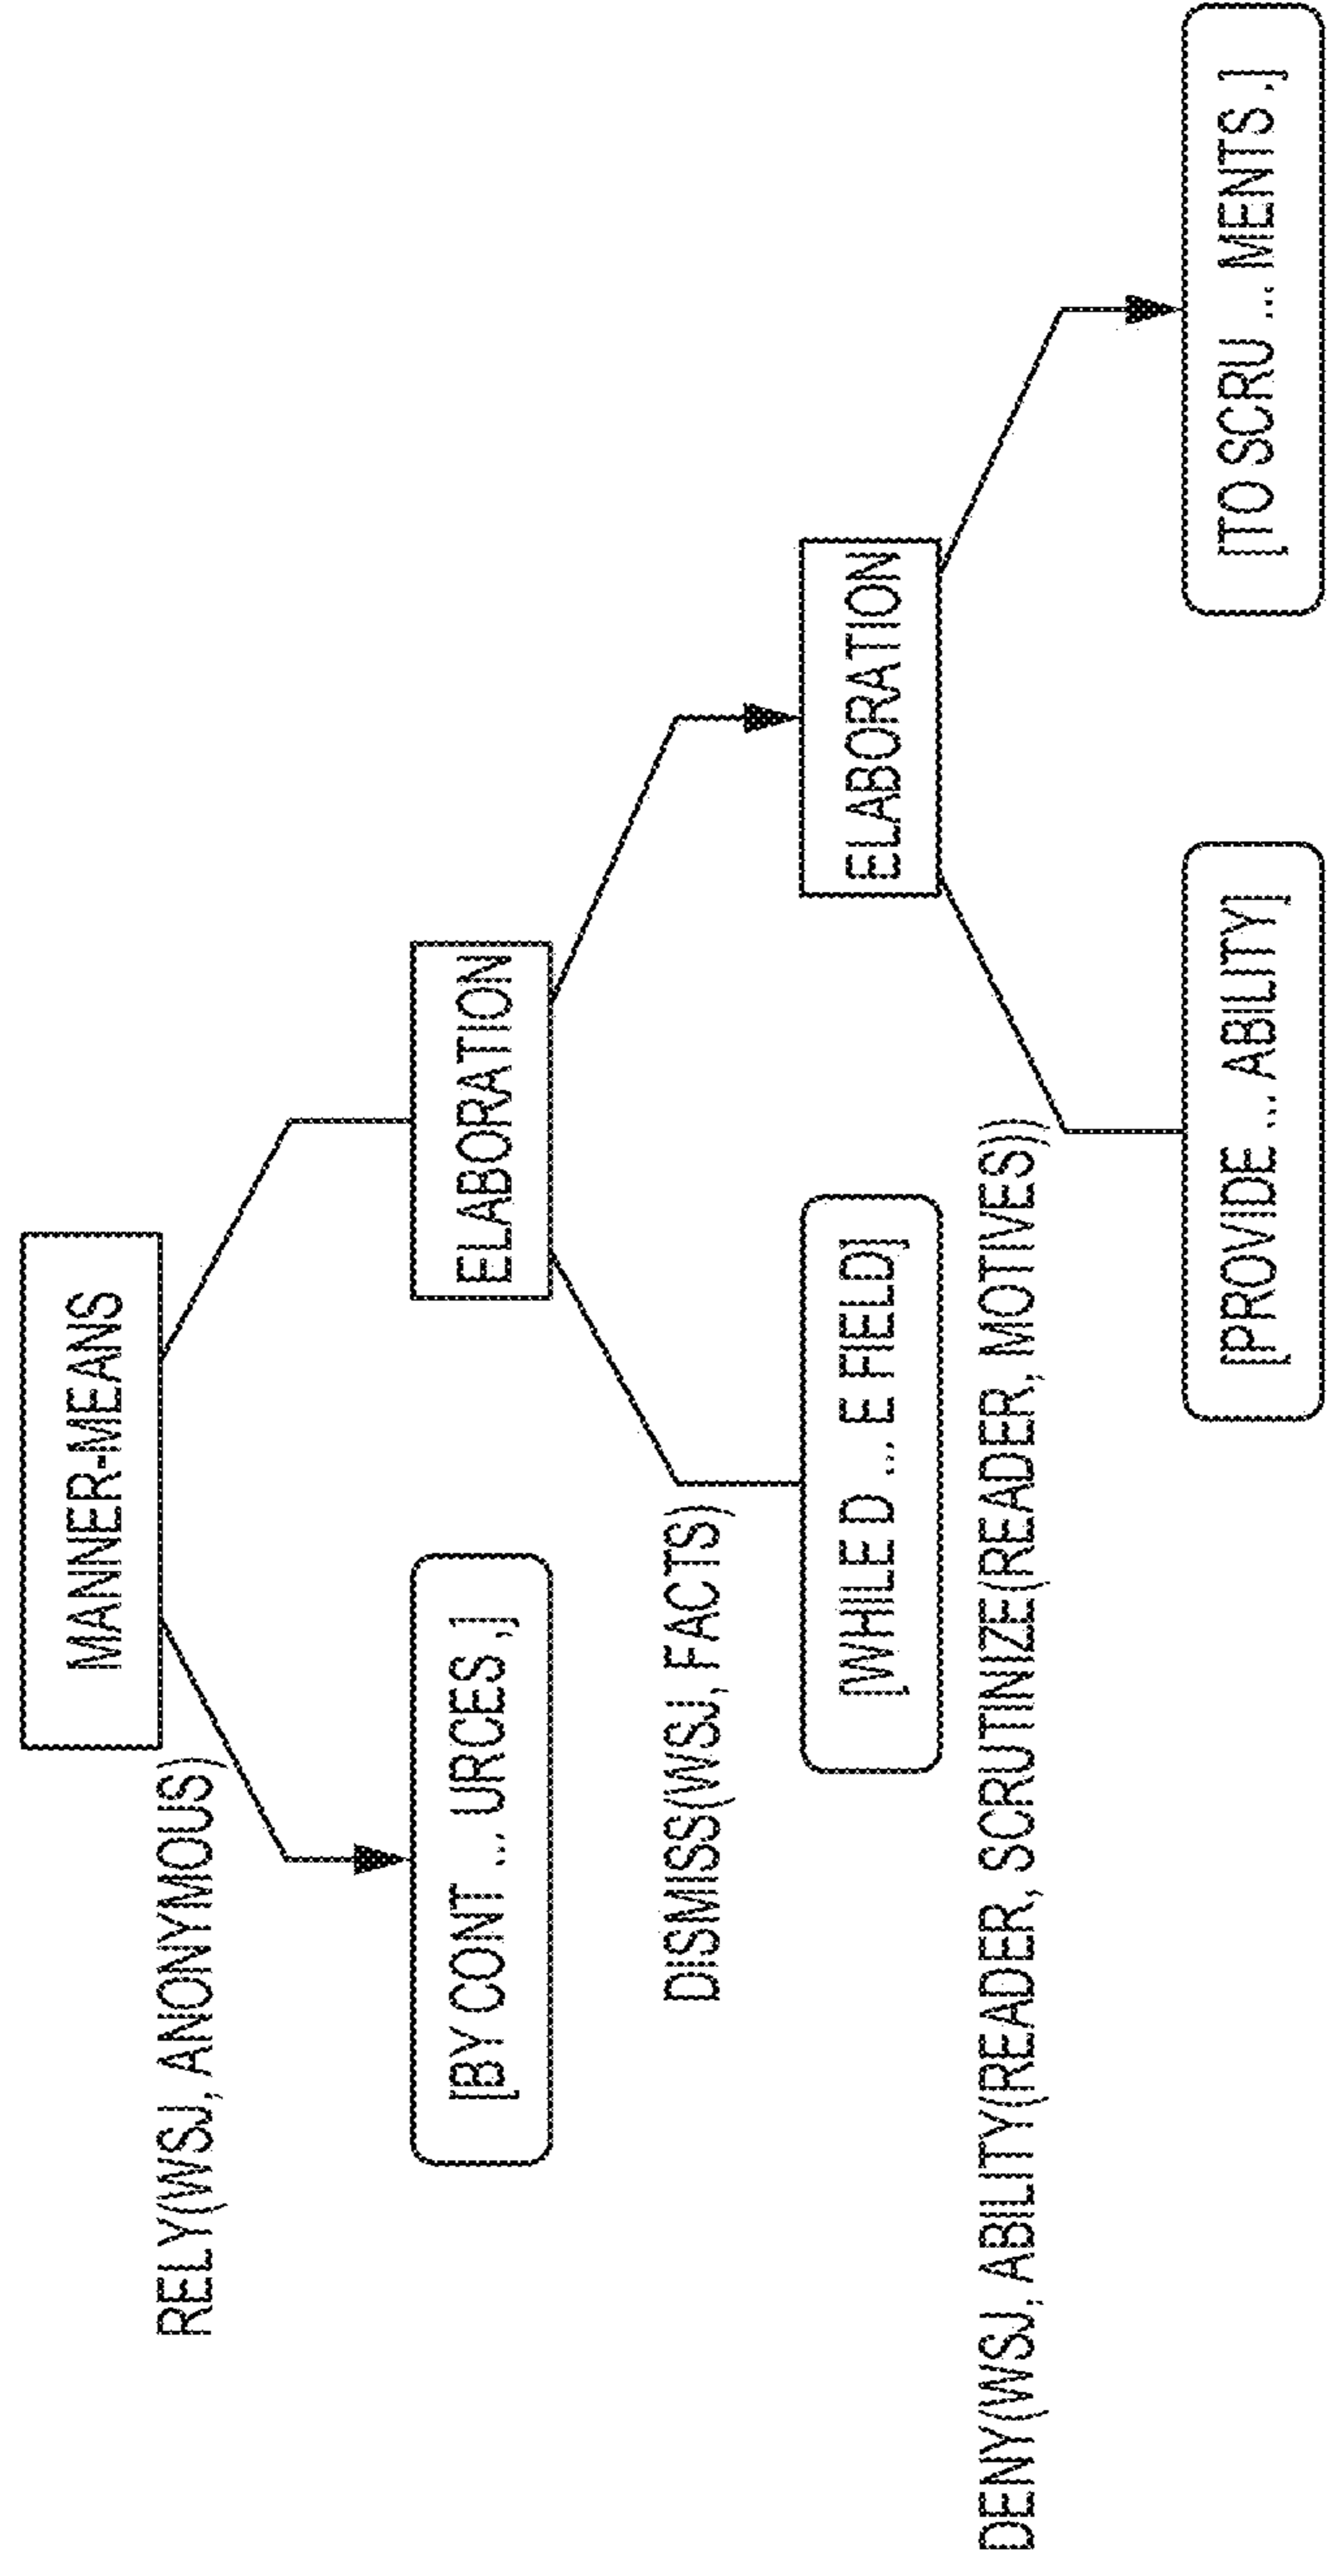 MANNER-MEANS
RELY(WSJ, ANONYMOUS)
[BY CONT ... URCES ,]
ELABORATION
DISMISS(WSJ, FACTS)
[WHILE D ... E FIELD]
ELABORATION
DENY(WSJ, ABILITY(READER, SCRUTINIZE(READER, MOTIVES)))
[PROVIDE ... ABILITY]
[TO SCRU ... MENTS ,]